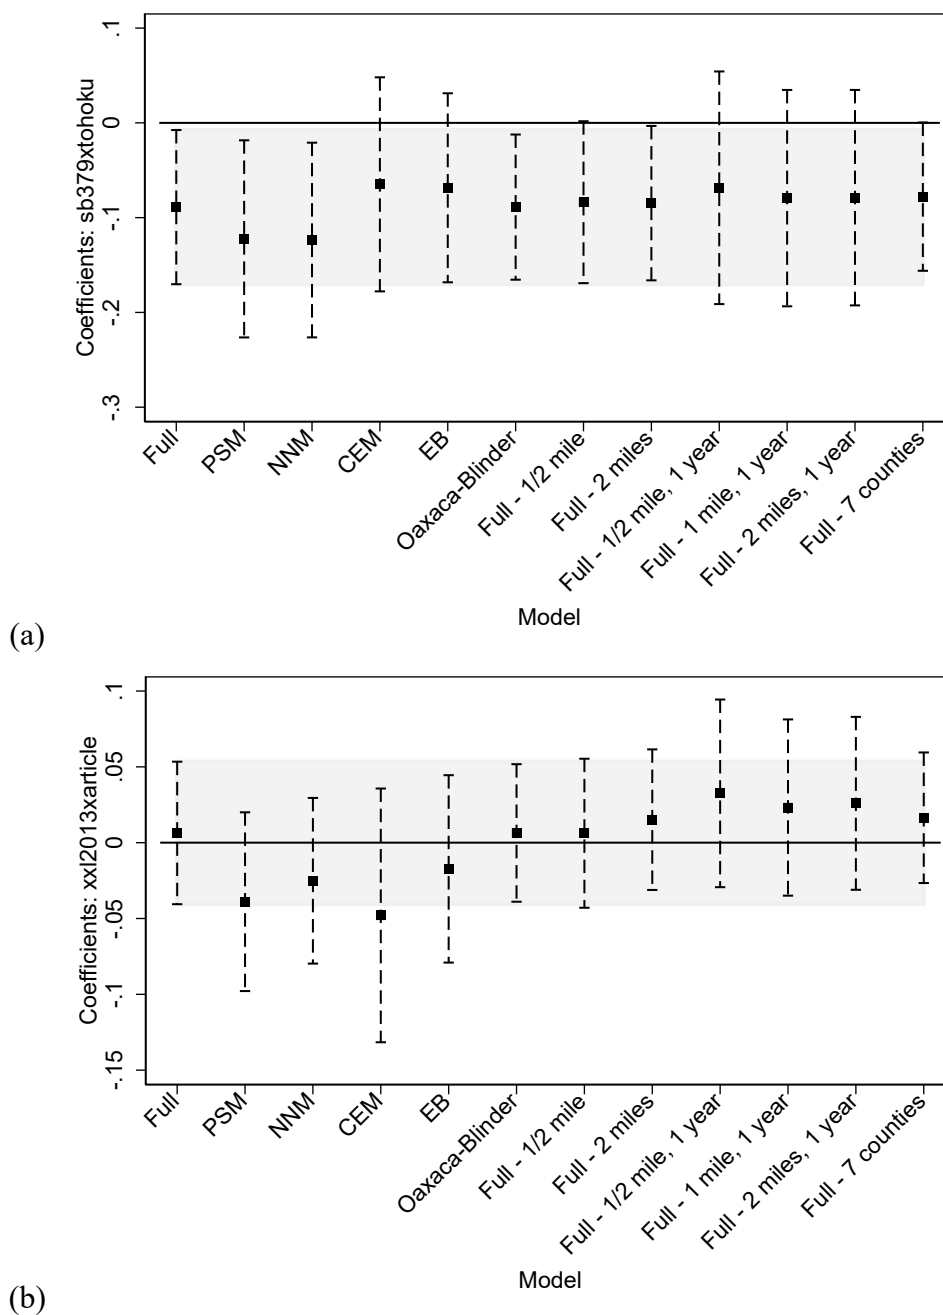 .1
0
-.1
-.2
-.3
Coefficients: sb379xtohoku
Full
PSM
NNM
CEM
EB
Oaxaca-Blinder
Full - 1/2 mile
Full - 2 miles
Full - 1/2 mile, 1 year
Full - 1 mile, 1 year
Full - 2 miles, 1 year
Full - 7 counties
Model
(a)
.1
.05
0
-.05
-.1
-.15
Coefficients: xxl2013xarticle
Full
PSM
NNM
CEM
EB
Oaxaca-Blinder
Full - 1/2 mile
Full - 2 miles
Full - 1/2 mile, 1 year
Full - 1 mile, 1 year
Full - 2 miles, 1 year
Full - 7 counties
Model
(b)